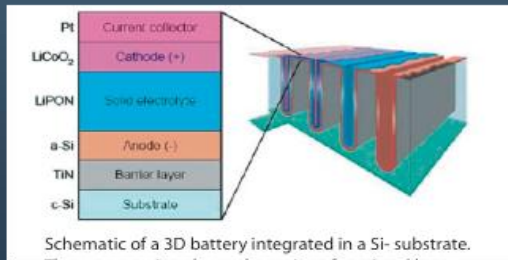 Pt Current collector
LiCoO2 Cathode (+)
LiPON Solid electrolyte
a-Si Anode (-)
TiN Barrier layer
c-Si Substrate
Schematic of a 3D battery integrated in a Si- substrate.